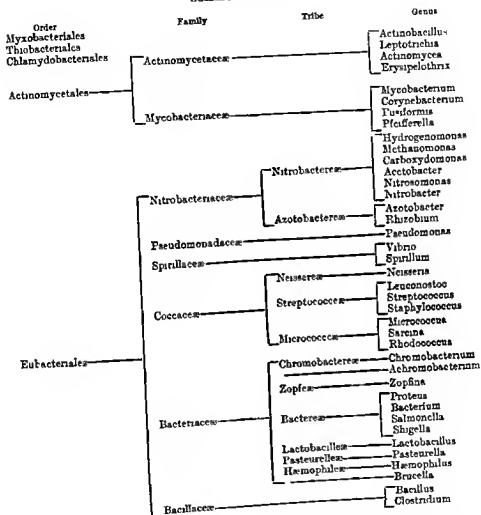 Order
Family
Tribe
Genus
Myxobacteriales
Thiobacteriales
Chlamydobacteriales
Actinomycetales
Actinomycetaceæ
Actinobacillus
Leptotrichia
Actinomyces
Erysipelothrix
Mycobacteriaceæ
Mycobacterium
Corynebacterium
Fusiformis
Pfeifferella
Eubacteriales
Nitrobacteriaceæ
Nitrobactereæ
Hydrogenomonas
Methanomonas
Carboxydomonas
Acetobacter
Nitrosomonas
Nitrobacter
Azotobactereæ
Azotobacter
Rhizobium
Pseudomonadaceæ
Pseudomonas
Spirillaceæ
Vibrio
Spirillum
Coccaceæ
Neissereæ
Neisseria
Streptococceæ
Leuconostoc
Streptococcus
Staphylococcus
Micrococceæ
Micrococcus
Sarcina
Rhodococcus
Bacteriaceæ
Chromobactereæ
Chromobacterium
Achromobacterium
Zopfeæ
Zopfina
Bactereæ
Proteus
Bacterium
Salmonella
Shigella
Lactobacilleæ
Lactobacillus
Pasteurelleæ
Pasteurella
Hæmophileæ
Hæmophilus
Brucella
Bacillaceæ
Bacillus
Clostridium